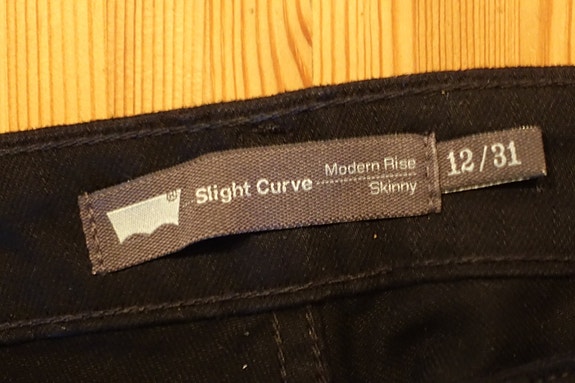 Slight Curve
Modern Rise
Skinny
12/31